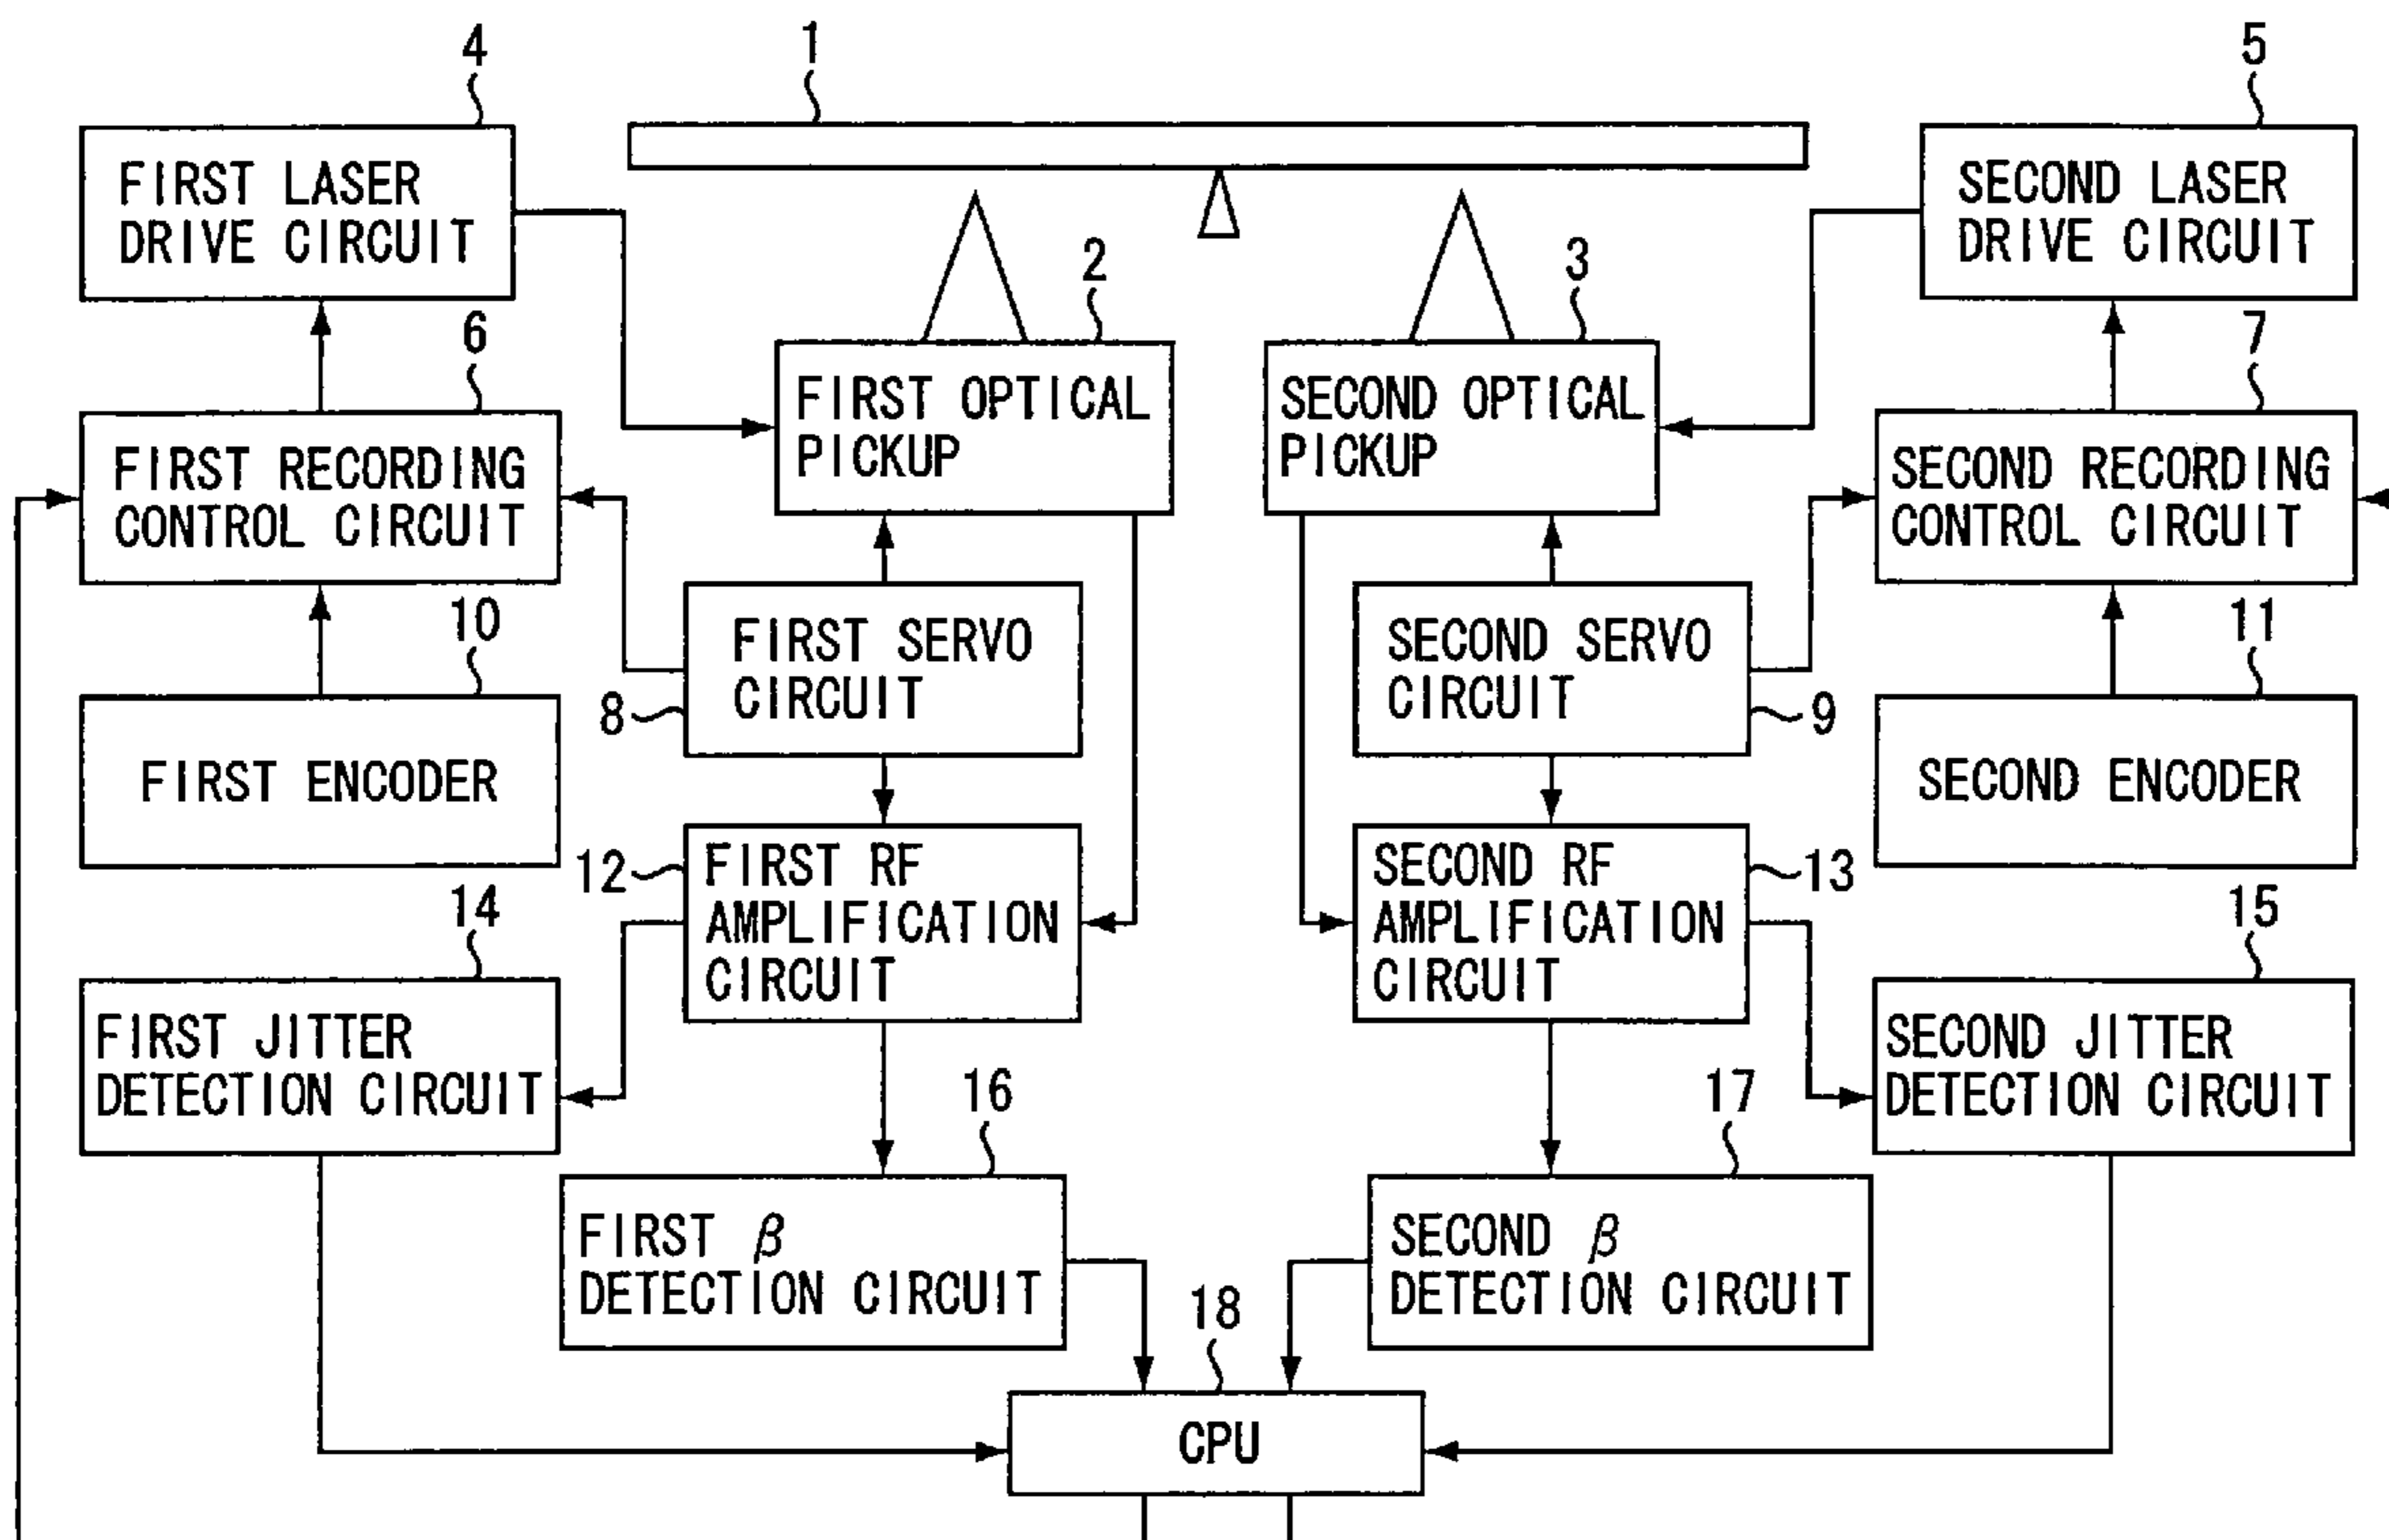 4
1
5
FIRST LASER
DRIVE CIRCUIT
SECOND LASER
DRIVE CIRCUIT
2
3
6
7
FIRST OPTICAL
PICKUP
SECOND OPTICAL
PICKUP
FIRST RECORDING
CONTROL CIRCUIT
SECOND RECORDING
CONTROL CIRCUIT
10
11
FIRST SERVO
CIRCUIT
SECOND SERVO
CIRCUIT
8
9
FIRST ENCODER
SECOND ENCODER
12
FIRST RF
AMPLIFICATION
CIRCUIT
SECOND RF
AMPLIFICATION
CIRCUIT
13
14
15
FIRST JITTER
DETECTION CIRCUIT
SECOND JITTER
DETECTION CIRCUIT
16
17
FIRST β
DETECTION CIRCUIT
SECOND β
DETECTION CIRCUIT
18
CPU